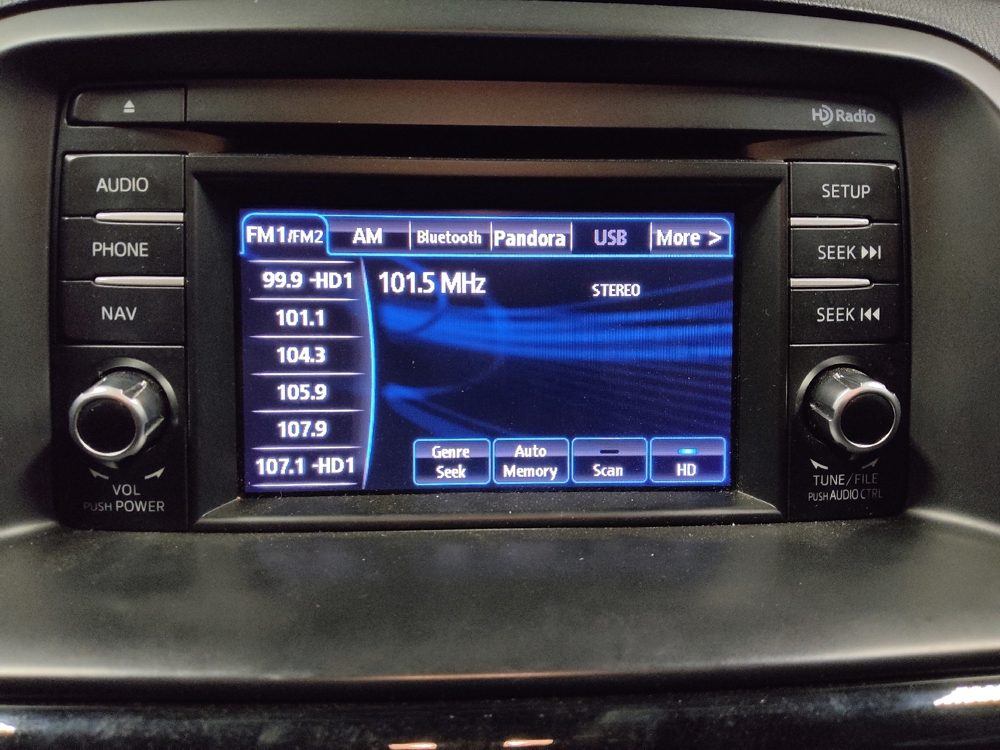 HD Radio
AUDIO
PHONE
NAV
VOL
PUSH POWER
FM1/FM2 AM Bluetooth Pandora USB More >
99.9 -HD1
101.1
104.3
105.9
107.9
107.1 -HD1
101.5 MHz
STEREO
Genre
Seek
Auto
Memory
Scan
HD
SETUP
SEEK
SEEK
TUNE/FILE
PUSH AUDIO CTRL